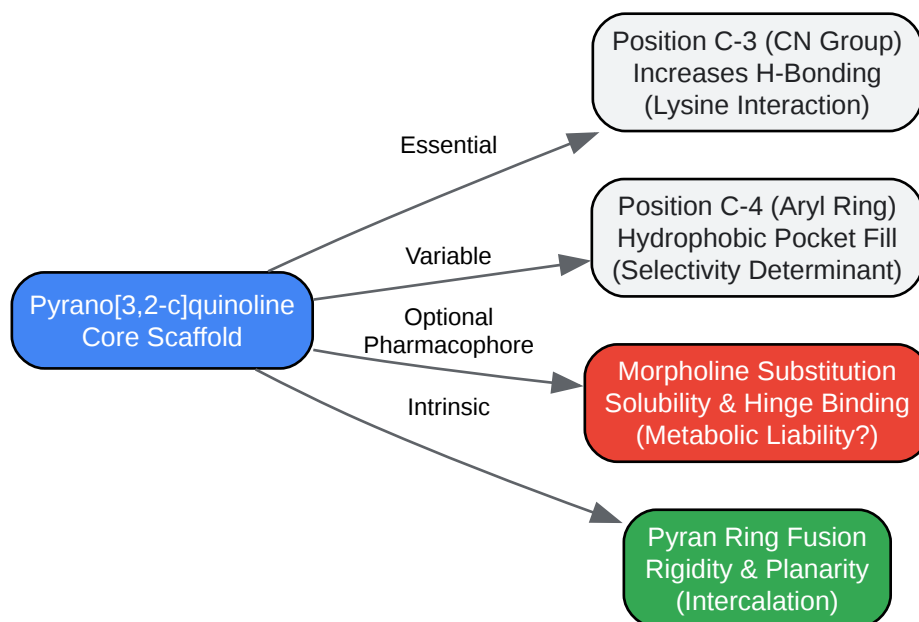 Position C-3 (CN Group)
Increases H-Bonding
(Lysine Interaction)
Essential
Position C-4 (Aryl Ring)
Hydrophobic Pocket Fill
(Selectivity Determinant)
Variable
Pyrano[3,2-c]quinoline
Core Scaffold
Optional
Pharmacophore
Morpholine Substitution
Solubility & Hinge Binding
(Metabolic Liability?)
Intrinsic
Pyran Ring Fusion
Rigidity & Planarity
(Intercalation)